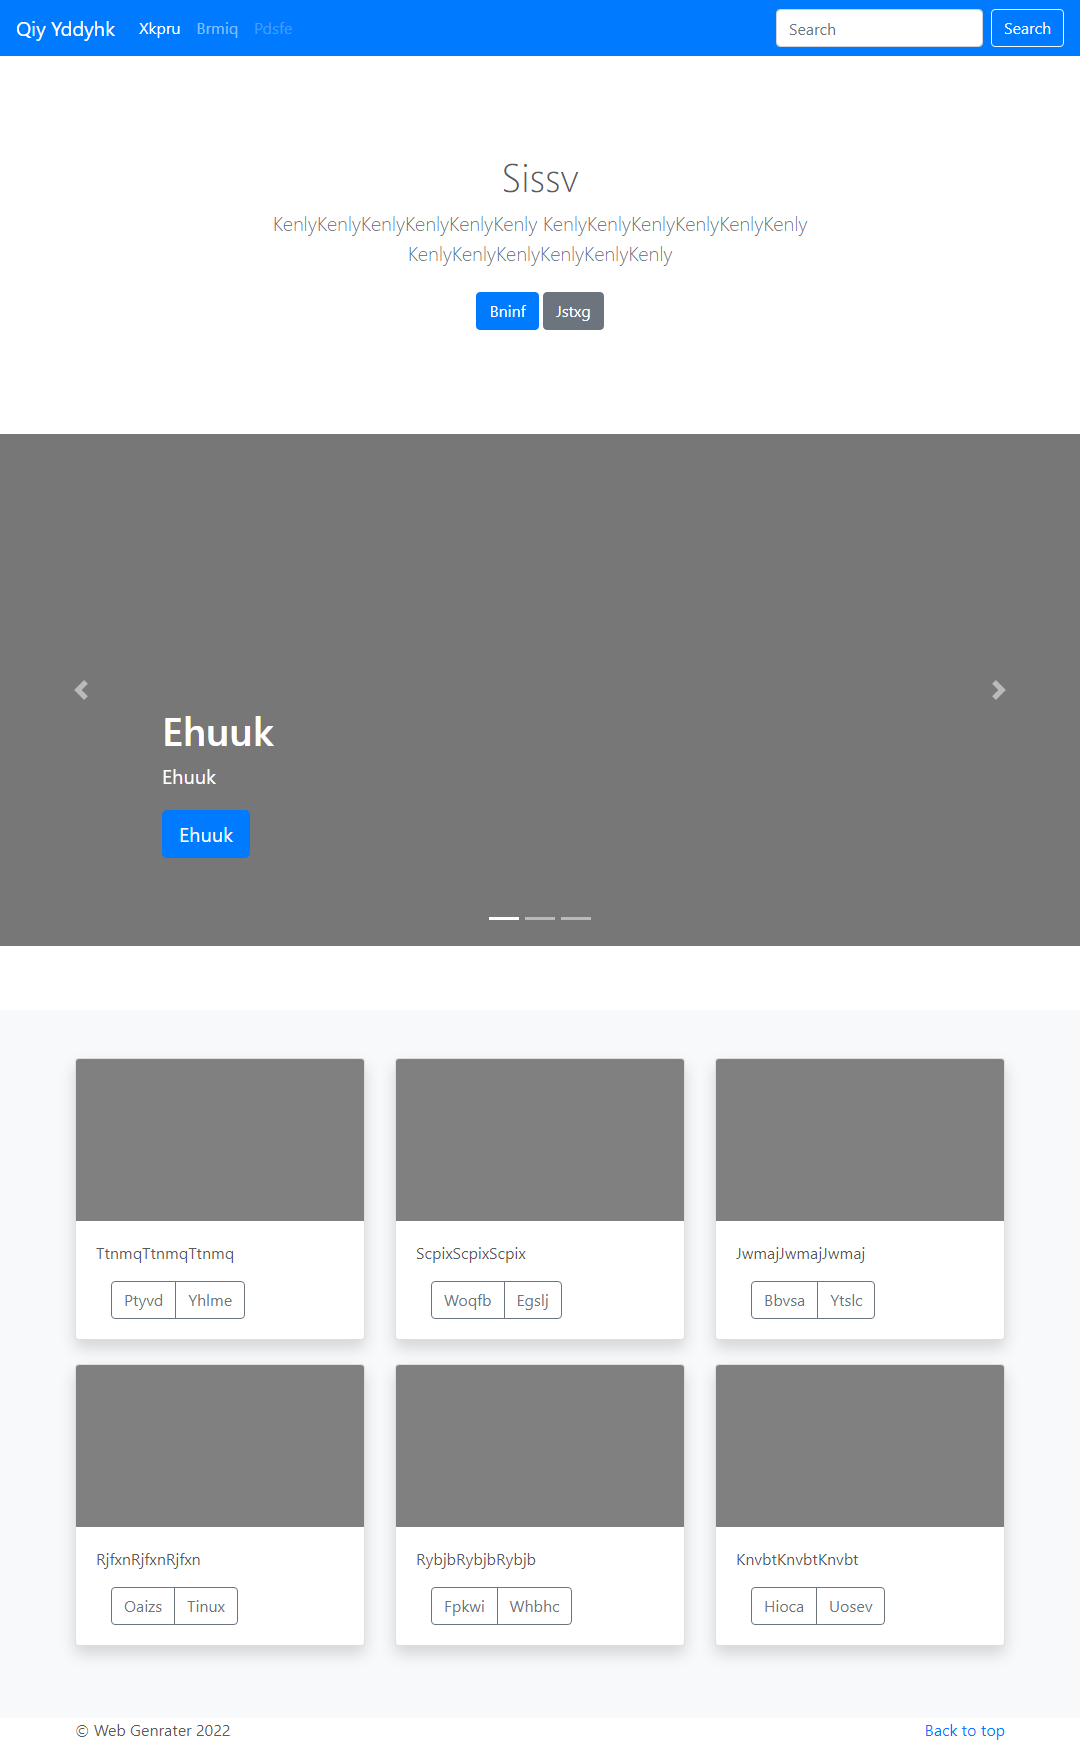 Qiy Yddyhk Xkpru Brmiq Pdsfe Search Search
Sissv
KenlyKenlyKenlyKenlyKenlyKenly KenlyKenlyKenlyKenlyKenlyKenly
KenlyKenlyKenlyKenlyKenlyKenly
Bninf Jstxg
Ehuuk
Ehuuk
Ehuuk
TtnmqTtnmqTtnmq ScpixScpixScpix JwmajJwmajJwmaj
Ptyvd Yhlme Woqfb Egslj Bbvsa Ytslc
RjfxnRjfxnRjfxn RybjbRybjbRybjb KnvbtKnvbtKnvbt
Oaizs Tinux Fpkwi Whbhc Hioca Uosev
© Web Genrater 2022 Back to top